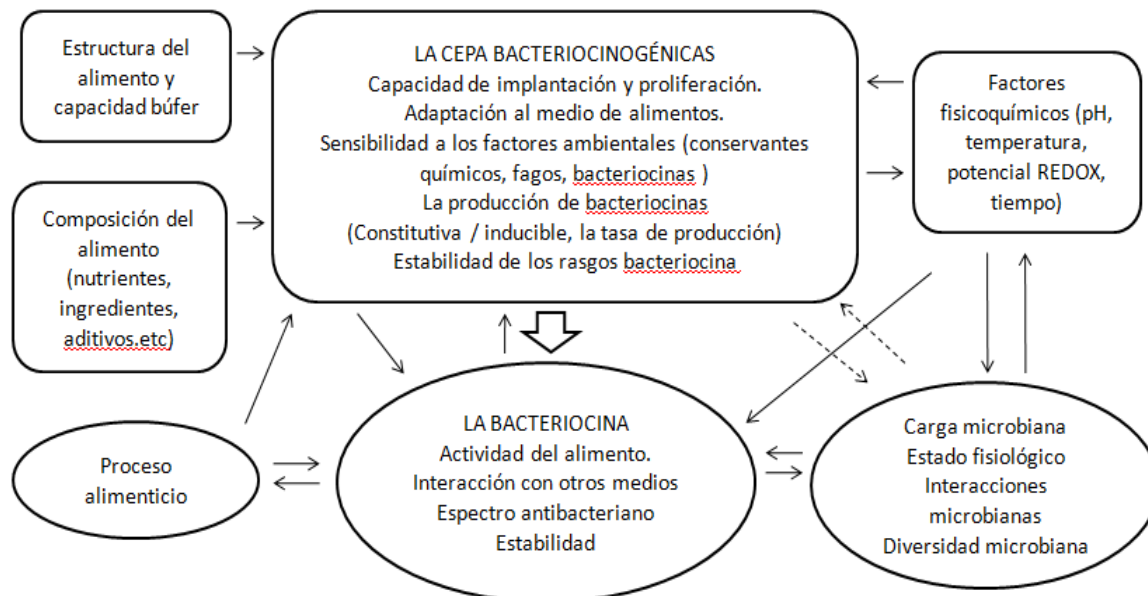 Estructura del
alimento y
capacidad búfer
LA CEPA BACTERIOCINOGÉNICAS
Capacidad de implantación y proliferación.
Adaptación al medio de alimentos.
Sensibilidad a los factores ambientales (conservantes
químicos, fagos, bacteriocinas )
La producción de bacteriocinas
(Constitutiva / inducible, la tasa de producción)
Estabilidad de los rasgos bacteriocina
Factores
fisicoquímicos (pH,
temperatura,
potencial REDOX,
tiempo)
Composición del
alimento
(nutrientes,
ingredientes,
aditivos.etc)
Proceso
alimenticio
LA BACTERIOCINA
Actividad del alimento.
Interacción con otros medios
Espectro antibacteriano
Estabilidad
Carga microbiana
Estado fisiológico
Interacciones
microbianas
Diversidad microbiana